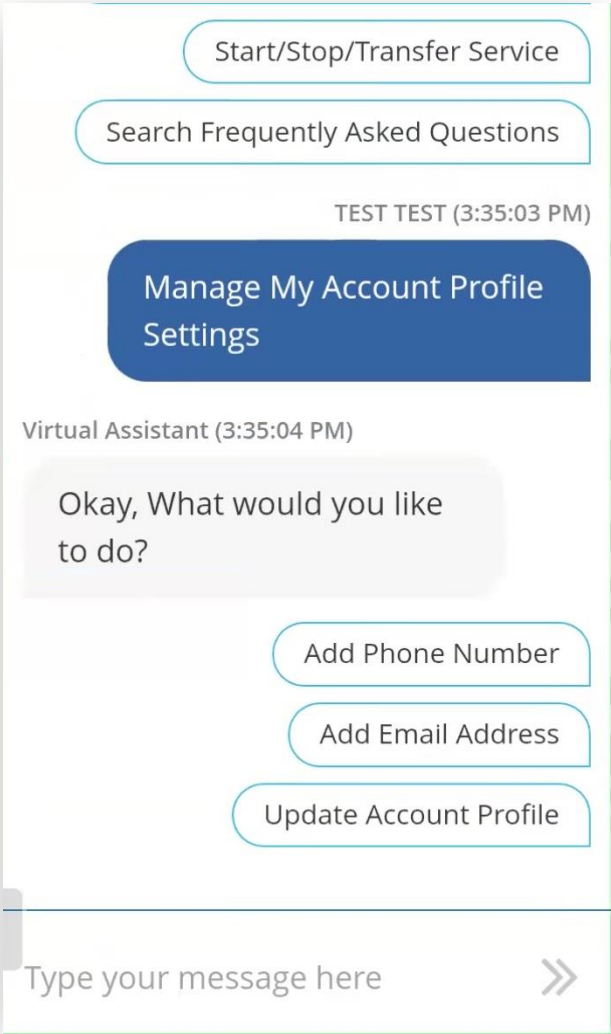 Start/Stop/Transfer Service
Search Frequently Asked Questions
TEST TEST (3:35:03 PM)
Manage My Account Profile
Settings
Virtual Assistant (3:35:04 PM)
Okay, What would you like
to do?
Add Phone Number
Add Email Address
Update Account Profile
Type your message here